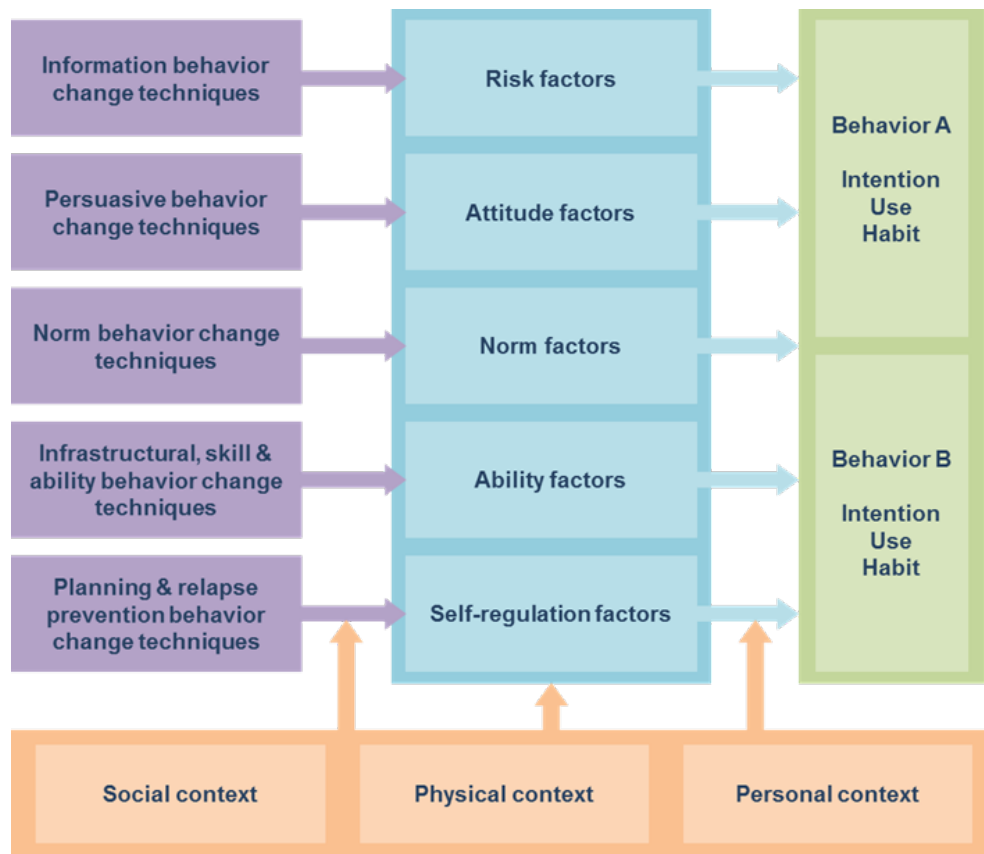 Information behavior
change techniques
Risk factors
Persuasive behavior
change techniques
Attitude factors
Norm behavior change
techniques
Norm factors
Infrastructural, skill &
ability behavior change
techniques
Ability factors
Planning & relapse
prevention behavior
change techniques
Self-regulation factors
Behavior A
Intention
Use
Habit
Behavior B
Intention
Use
Habit
Social context
Physical context
Personal context